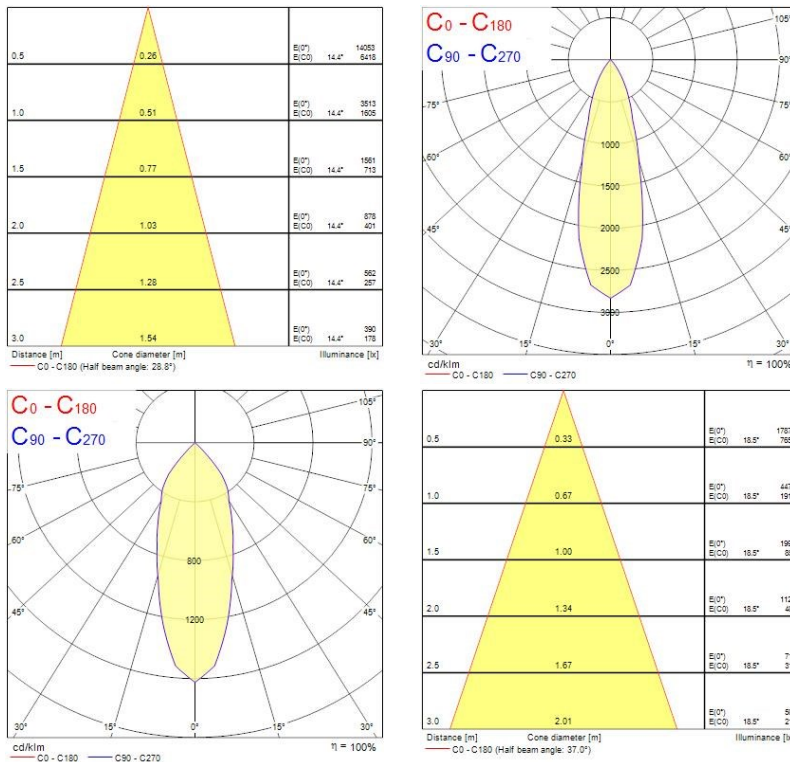 E(0°) 14053
0.5 0.26 E(C0) 14.4° 6418
E(0°) 3513
1.0 0.51 E(C0) 14.4° 1605
E(0°) 1561
1.5 0.77 E(C0) 14.4° 713
E(0°) 878
2.0 1.03 E(C0) 14.4° 401
E(0°) 562
2.5 1.28 E(C0) 14.4° 257
E(0°) 390
3.0 1.54 E(C0) 14.4° 178
Distance [m] Cone diameter [m] Illuminance [lx]
C0 - C180 (Half beam angle: 28.8°)
C0 - C180
C90 - C270
105°
90°
75° 75°
60° 60°
45° 45°
1000
1500
2000
2500
3000
30° 15° 0° 15° 30°
cd/klm η = 100%
C0 - C180 C90 - C270
C0 - C180
C90 - C270
105°
90°
75° 75°
60° 60°
45° 45°
800
1200
30° 15° 0° 15° 30°
cd/klm η = 100%
C0 - C180 C90 - C270
E(0°)
0.5 0.33 E(C0) 18.5°
E(0°)
1.0 0.67 E(C0) 18.5°
E(0°)
1.5 1.00 E(C0) 18.5°
E(0°)
2.0 1.34 E(C0) 18.5°
E(0°)
2.5 1.67 E(C0) 18.5°
E(0°)
3.0 2.01 E(C0) 18.5°
Distance [m] Cone diameter [m] Illuminance
C0 - C180 (Half beam angle: 37.0°)